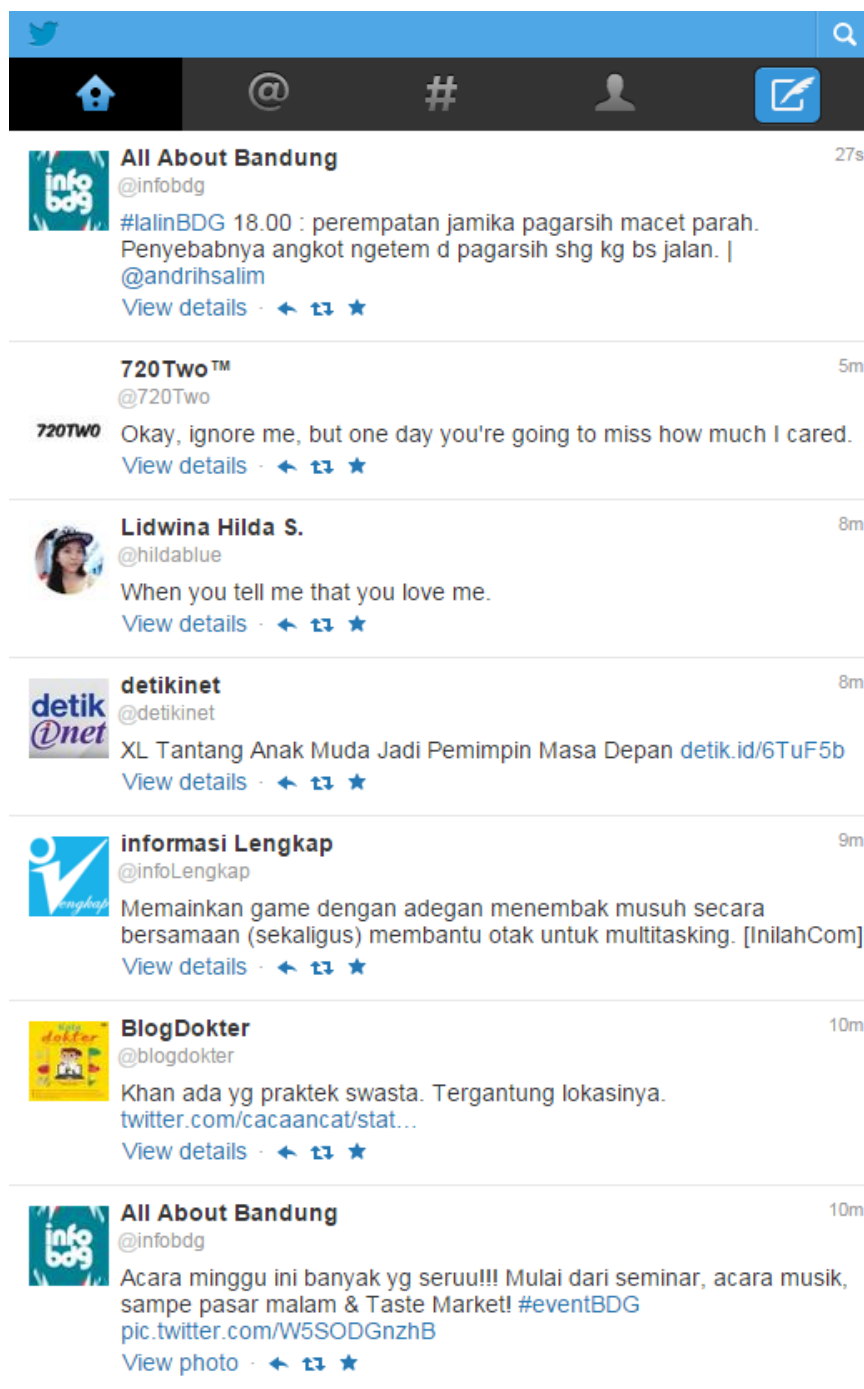 @
#
All About Bandung
27s
info
bdg
@infobdg
#lalinBDG 18.00 : perempatan jamika pagarsih macet parah.
Penyebabnya angkot ngetem d pagarsih shg kg bs jalan. |
@andrihsalim
View details ·
720Two™
5m
@720Two
720TWO
Okay, ignore me, but one day you're going to miss how much I cared.
View details ·
Lidwina Hilda S.
8m
@hildablue
When you tell me that you love me.
View details ·
detikinet
8m
detik
inet
@detikinet
XL Tantang Anak Muda Jadi Pemimpin Masa Depan detik.id/6TuF5b
View details ·
informasi Lengkap
9m
@infoLengkap
Lengkap
Memainkan game dengan adegan menembak musuh secara
bersamaan (sekaligus) membantu otak untuk multitasking. [InilahCom]
View details ·
BlogDokter
10m
dokter
@blogdokter
Khan ada yg praktek swasta. Tergantung lokasinya.
twitter.com/cacaancat/stat...
View details ·
All About Bandung
10m
info
bdg
@infobdg
Acara minggu ini banyak yg seruu!!! Mulai dari seminar, acara musik,
sampe pasar malam & Taste Market! #eventBDG
pic.twitter.com/W5SODGnzhB
View photo ·